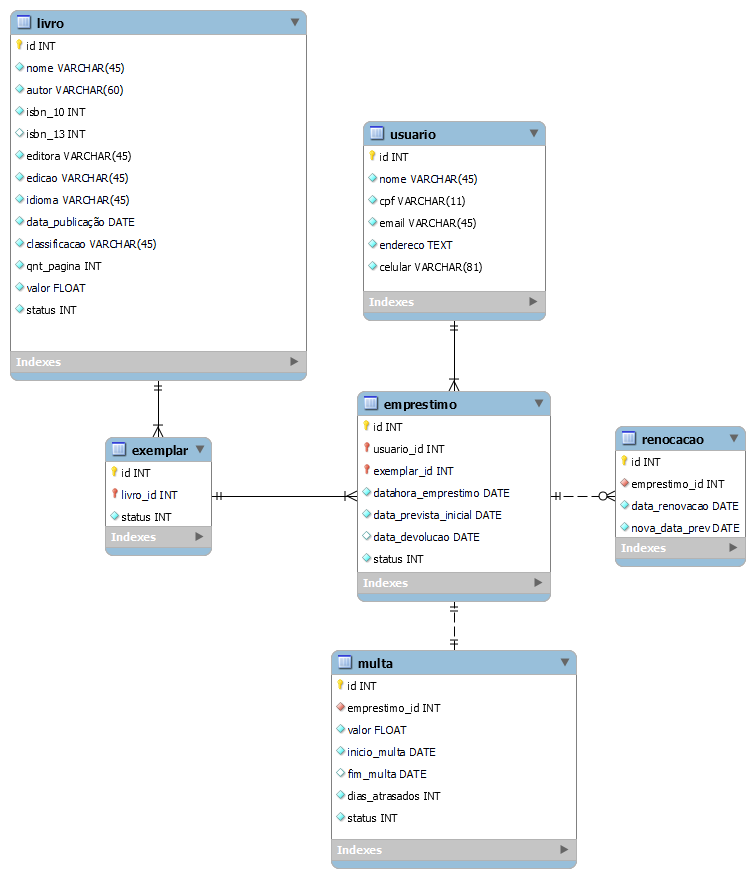 livro
id INT
nome VARCHAR(45)
autor VARCHAR(60)
isbn_10 INT
isbn_13 INT
editora VARCHAR(45)
edicao VARCHAR(45)
idioma VARCHAR(45)
data_publicação DATE
classificacao VARCHAR(45)
qnt_pagina INT
valor FLOAT
status INT
Indexes
usuario
id INT
nome VARCHAR(45)
cpf VARCHAR(11)
email VARCHAR(45)
endereco TEXT
celular VARCHAR(81)
Indexes
exemplar
id INT
livro_id INT
status INT
Indexes
emprestimo
id INT
usuario_id INT
exemplar_id INT
datahora_emprestimo DATE
data_prevista_inicial DATE
data_devolucao DATE
status INT
Indexes
renocacao
id INT
emprestimo_id INT
data_renovacao DATE
nova_data_prev DATE
Indexes
multa
id INT
emprestimo_id INT
valor FLOAT
inicio_multa DATE
fim_multa DATE
dias_atrasados INT
status INT
Indexes